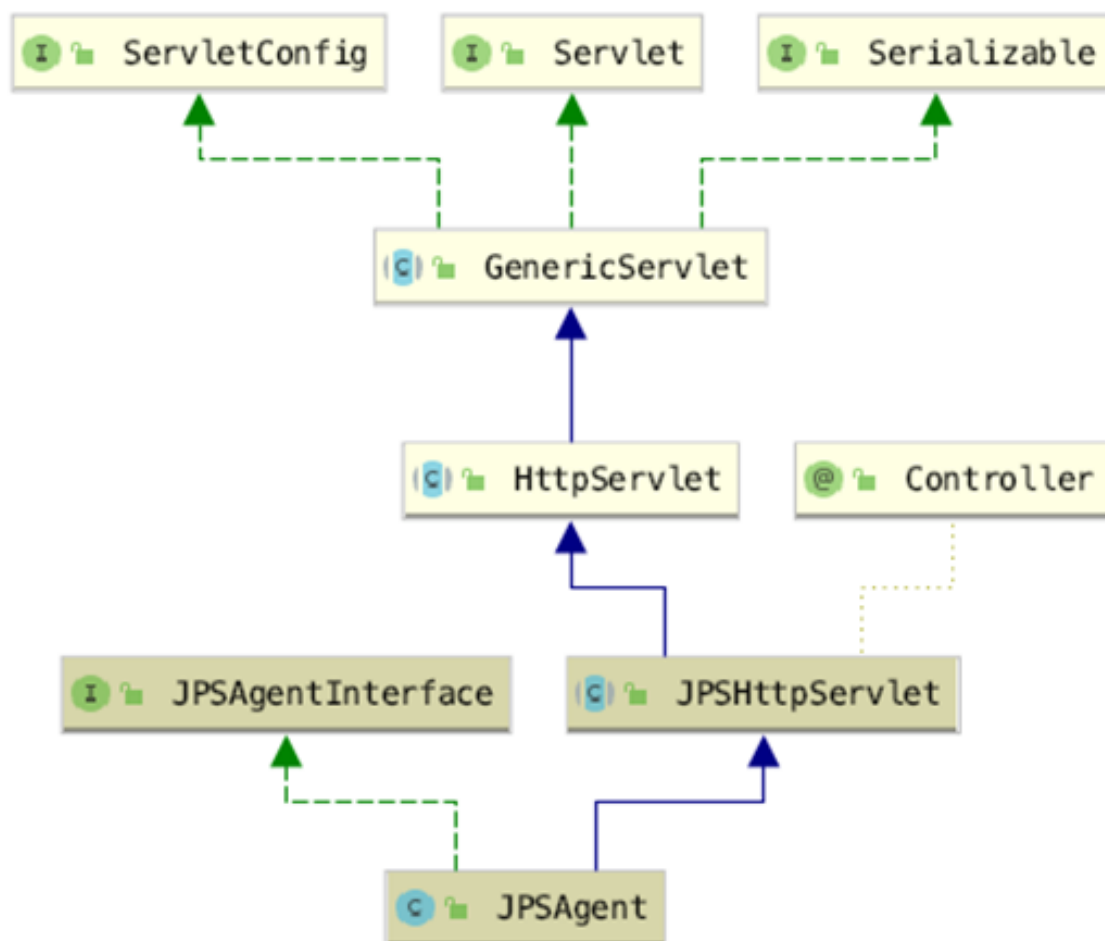 I ServletConfig
I Servlet
I Serializable
C GenericServlet
C HttpServlet
@ Controller
I JPSAgentInterface
C JPSHttpServlet
C JPSAgent